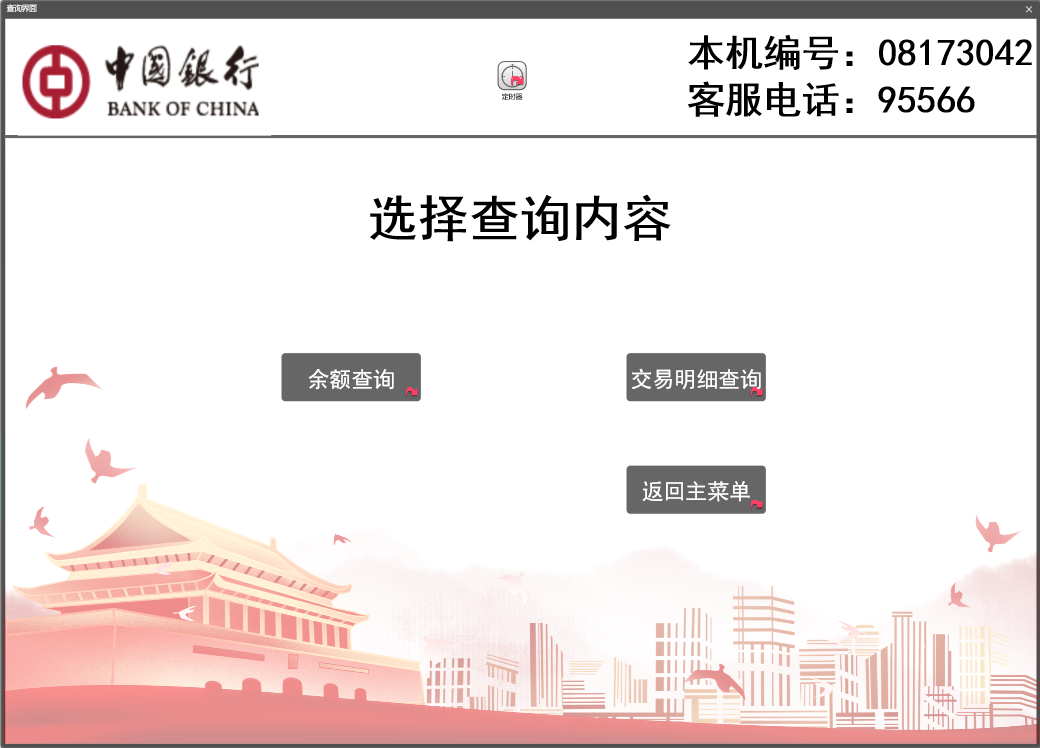 查询界面
中国銀行
BANK OF CHINA
定时器
本机编号：08173042
客服电话：95566
选择查询内容
余额查询
交易明细查询
返回主菜单